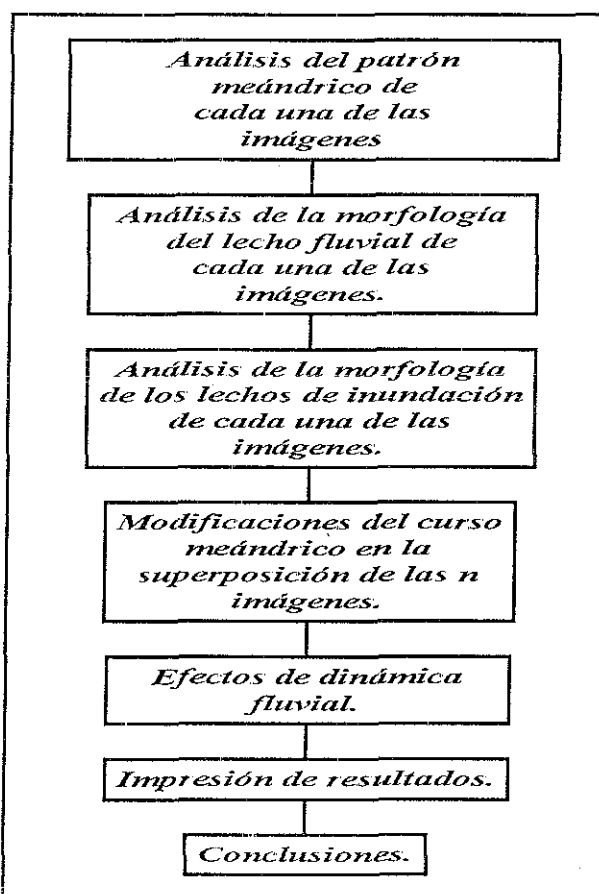 Análisis del patrón
meándrico de
cada una de las
imágenes
Análisis de la morfología
del lecho fluvial de
cada una de las
imágenes.
Análisis de la morfología
de los lechos de inundación
de cada una de las
imágenes.
Modificaciones del curso
meándrico en la
superposición de las n
imágenes.
Efectos de dinámica
fluvial.
Impresión de resultados.
Conclusiones.